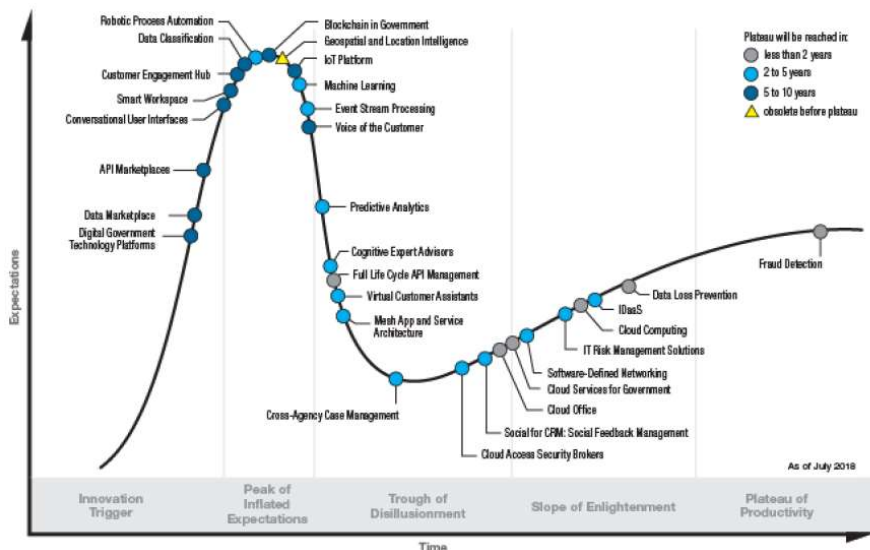 Expectations
Robotic Process Automation
Data Classification
Customer Engagement Hub
Smart Workspace
Conversational User Interfaces
API Marketplaces
Data Marketplace
Digital Government
Technology Platforms
Blockchain in Government
Geospatial and Location Intelligence
IoT Platform
Machine Learning
Event Stream Processing
Voice of the Customer
Predictive Analytics
Cognitive Expert Advisors
Full Life Cycle API Management
Virtual Customer Assistants
Mesh App and Service
Architecture
Cross-Agency Case Management
Cloud Access Security Brokers
Social for CRM: Social Feedback Management
Cloud Office
Cloud Services for Government
Software-Defined Networking
IT Risk Management Solutions
Cloud Computing
IDaaS
Data Loss Prevention
Fraud Detection
Plateau will be reached in:
less than 2 years
2 to 5 years
5 to 10 years
obsolete before plateau
As of July 2018
Innovation
Trigger
Peak of
Inflated
Expectations
Trough of
Disillusionment
Slope of Enlightenment
Plateau of
Productivity
Time